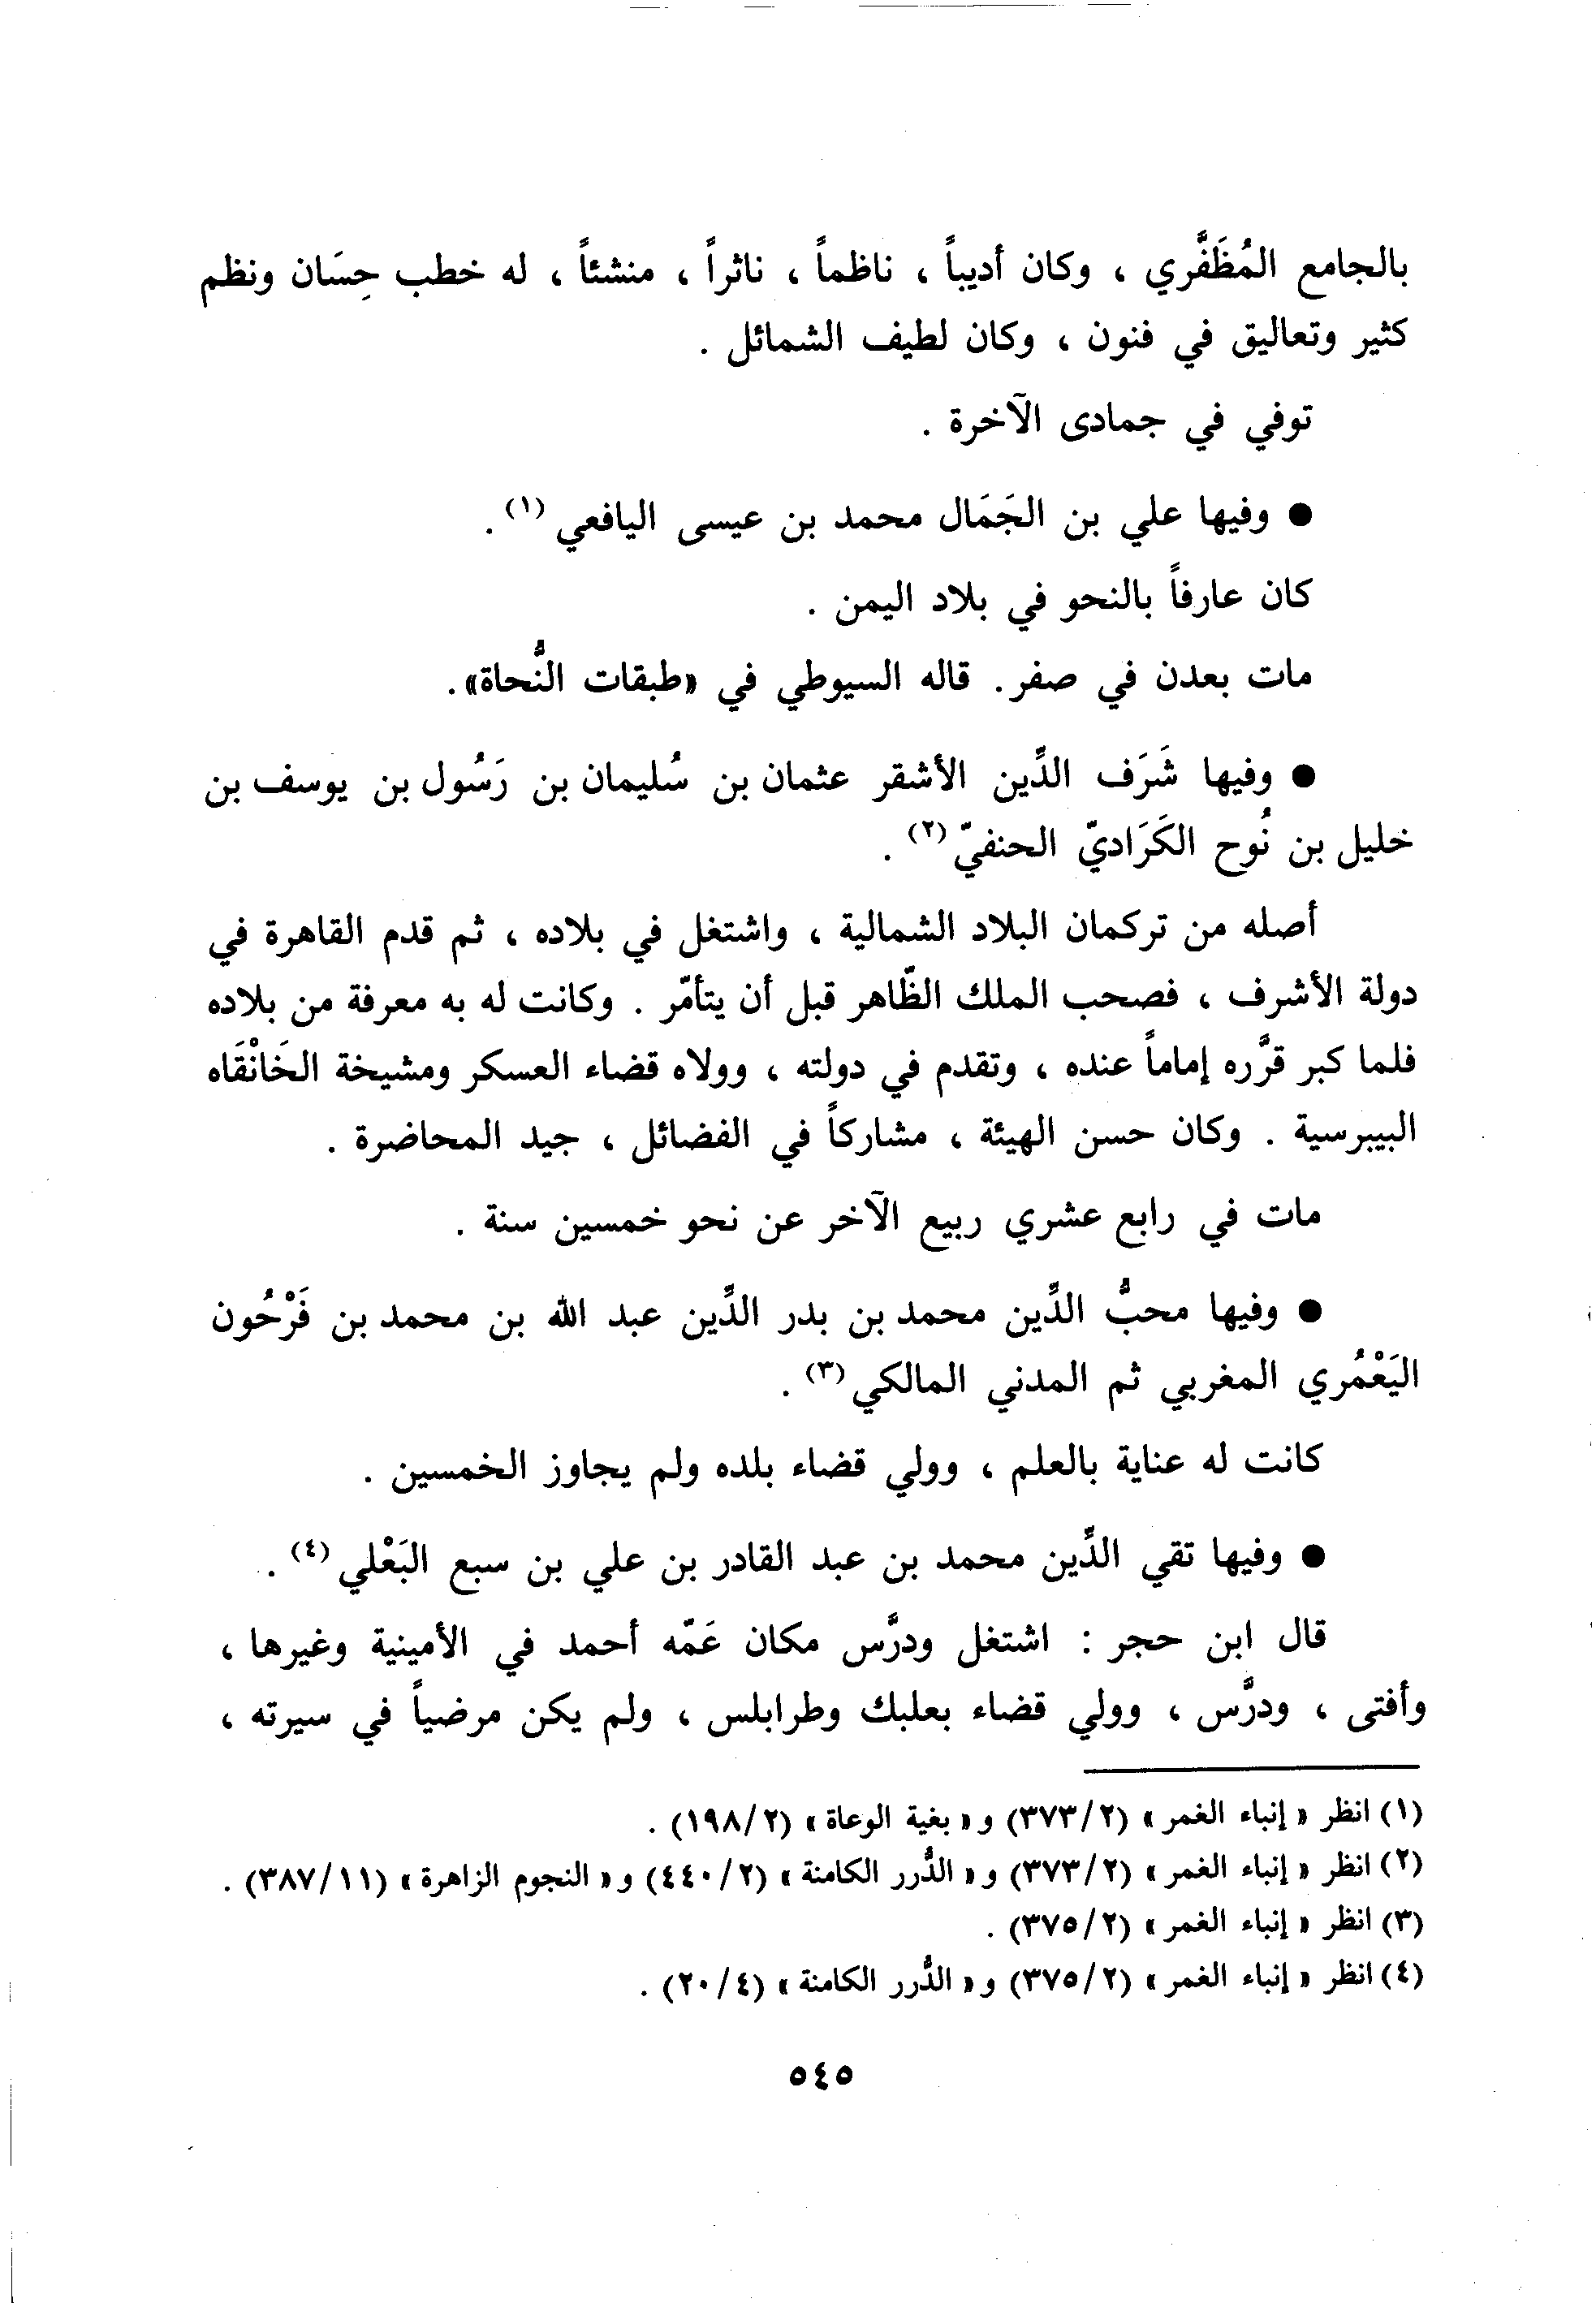 بالجامع المُظَفَّري ، وكان أديباً ، ناظماً ، ناثراً ، منشئاً ، له خطب حِسَان ونظم
كثير وتعاليق في فنون ، وكان لطيف الشمائل .
توفي في جمادى الآخرة .
● وفيها علي بن الجَمَال محمد بن عيسى اليافعي (١) .
كان عارفاً بالنحو في بلاد اليمن .
مات بعدن في صفر . قاله السيوطي في «طبقات النُّحاة» .
● وفيها شَرَف الدِّين الأشقر عثمان بن سُليمان بن رَسُول بن يوسف بن
خليل بن نُوح الكَرَاديّ الحنفيّ (٢) .
أصله من تركمان البلاد الشمالية ، واشتغل في بلاده ، ثم قدم القاهرة في
دولة الأشرف ، فصحب الملك الظّاهر قبل أن يتأمّر . وكانت له به معرفة من بلاده
فلما كبر قرَّره إماماً عنده ، وتقدم في دولته ، وولاه قضاء العسكر ومشيخة الخَانْقَاه
البيبرسية . وكان حسن الهيئة ، مشاركاً في الفضائل ، جيد المحاضرة .
مات في رابع عشري ربيع الآخر عن نحو خمسين سنة .
● وفيها محبُّ الدِّين محمد بن بدر الدِّين عبد الله بن محمد بن فَرْحُون
اليَعْمُري المغربي ثم المدني المالكي (٣) .
كانت له عناية بالعلم ، وولي قضاء بلده ولم يجاوز الخمسين .
● وفيها تقي الدِّين محمد بن عبد القادر بن علي بن سبع البَعْلي (٤) .
قال ابن حجر : اشتغل ودرَّس مكان عَمّه أحمد في الأمينية وغيرها ،
وأفتى ، ودرَّس ، وولي قضاء بعلبك وطرابلس ، ولم يكن مرضياً في سيرته ،
(١) انظر « إنباء الغمر » (٢/ ٣٧٣) و « بغية الوعاة » (٢/ ١٩٨) .
(٢) انظر « إنباء الغمر » (٢/ ٣٧٣) و « الدُّرر الكامنة » (٢/ ٤٤٠) و « النجوم الزاهرة » (١١/ ٣٨٧) .
(٣) انظر « إنباء الغمر » (٢/ ٣٧٥) .
(٤) انظر « إنباء الغمر » (٢/ ٣٧٥) و « الدُّرر الكامنة » (٤/ ٢٠) .
٥٤٥